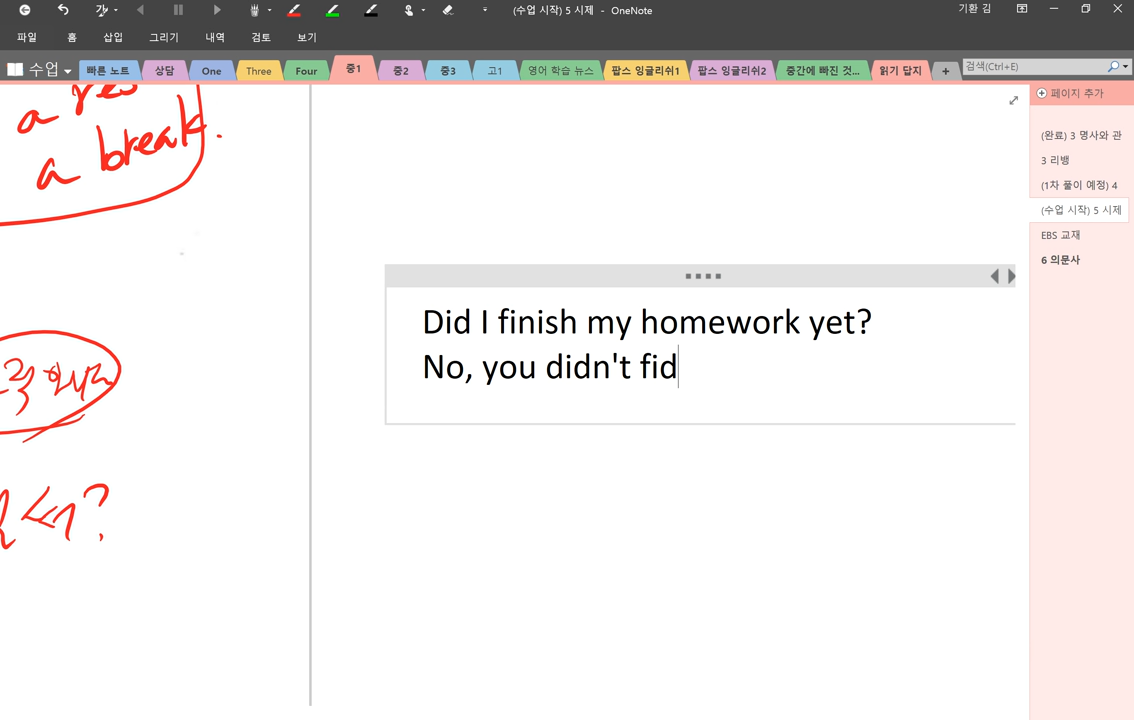 (수업 시작) 5 시제 - OneNote
기환 김
파일 홈 삽입 그리기 내역 검토 보기
수업 빠른 노트 상담 One Three Four 중1 중2 중3 고1 영어 학습 뉴스 팝스 잉글리쉬1 팝스 잉글리쉬2 중간에 빠진 것... 읽기 답지 + 검색(Ctrl+E)
페이지 추가
(완료) 3 명사와 관
3 리뱅
(1차 풀이 예정) 4
(수업 시작) 5 시제
EBS 교재
6 의문사
a res
a break.
Did I finish my homework yet?
No, you didn't fid